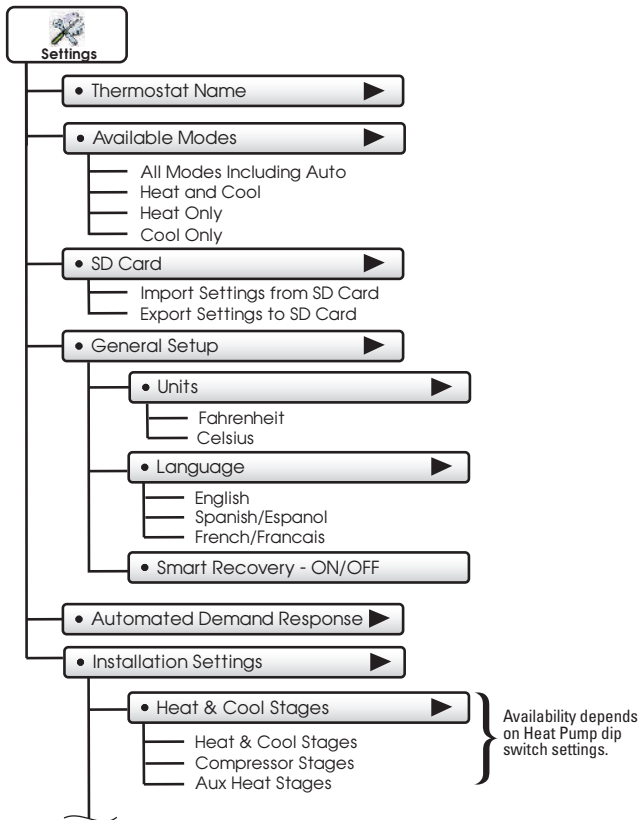 Settings
• Thermostat Name
• Available Modes
All Modes Including Auto
Heat and Cool
Heat Only
Cool Only
• SD Card
Import Settings from SD Card
Export Settings to SD Card
• General Setup
• Units
Fahrenheit
Celsius
• Language
English
Spanish/Espanol
French/Francais
• Smart Recovery - ON/OFF
• Automated Demand Response
• Installation Settings
• Heat & Cool Stages
Heat & Cool Stages
Compressor Stages
Aux Heat Stages
Availability depends
on Heat Pump dip
switch settings.